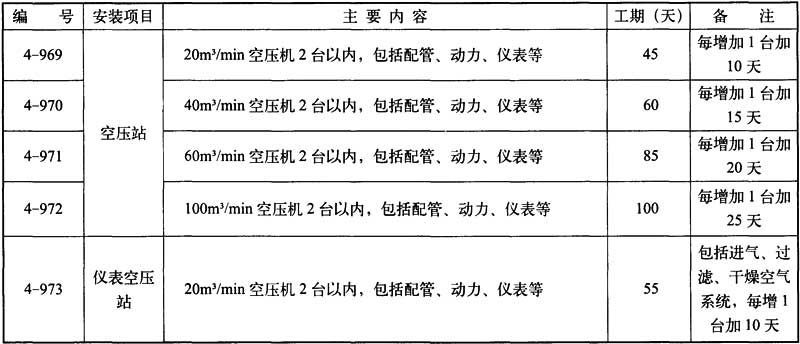 编 号 安装项目 主 要 内 容 工期（天） 备 注
4-969 20m³/min 空压机 2 台以内，包括配管、动力、仪表等 45 每增加 1 台加
10 天
4-970 40m³/min 空压机 2 台以内，包括配管、动力、仪表等 60 每增加 1 台加
15 天
空压站
4-971 60m³/min 空压机 2 台以内，包括配管、动力、仪表等 85 每增加 1 台加
20 天
4-972 100m³/min 空压机 2 台以内，包括配管、动力、仪表等 100 每增加 1 台加
25 天
4-973 仪表空压
站 20m³/min 空压机 2 台以内，包括配管、动力、仪表等 55 包括进气、过
滤、干燥空气
系统，每增 1
台加 10 天